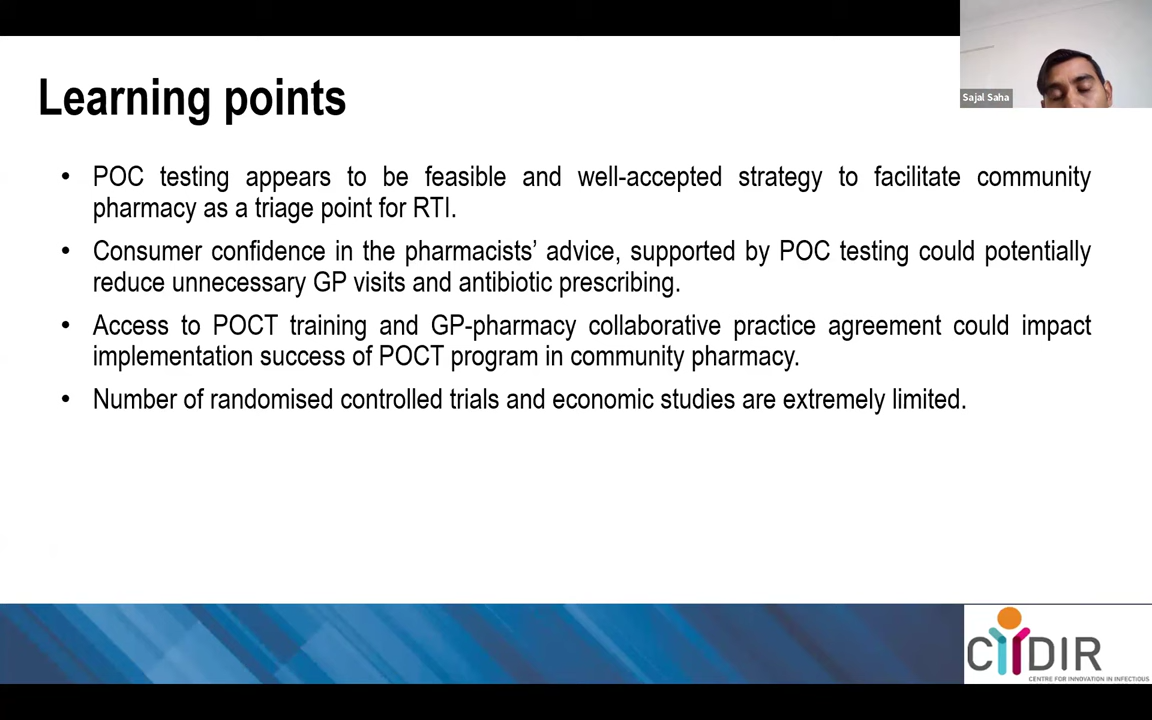 Sajal Saha
Learning points
• POC testing appears to be feasible and well-accepted strategy to facilitate community
pharmacy as a triage point for RTI.
• Consumer confidence in the pharmacists’ advice, supported by POC testing could potentially
reduce unnecessary GP visits and antibiotic prescribing.
• Access to POCT training and GP-pharmacy collaborative practice agreement could impact
implementation success of POCT program in community pharmacy.
• Number of randomised controlled trials and economic studies are extremely limited.
CIIDIR
CENTRE FOR INNOVATION IN INFECTIOUS